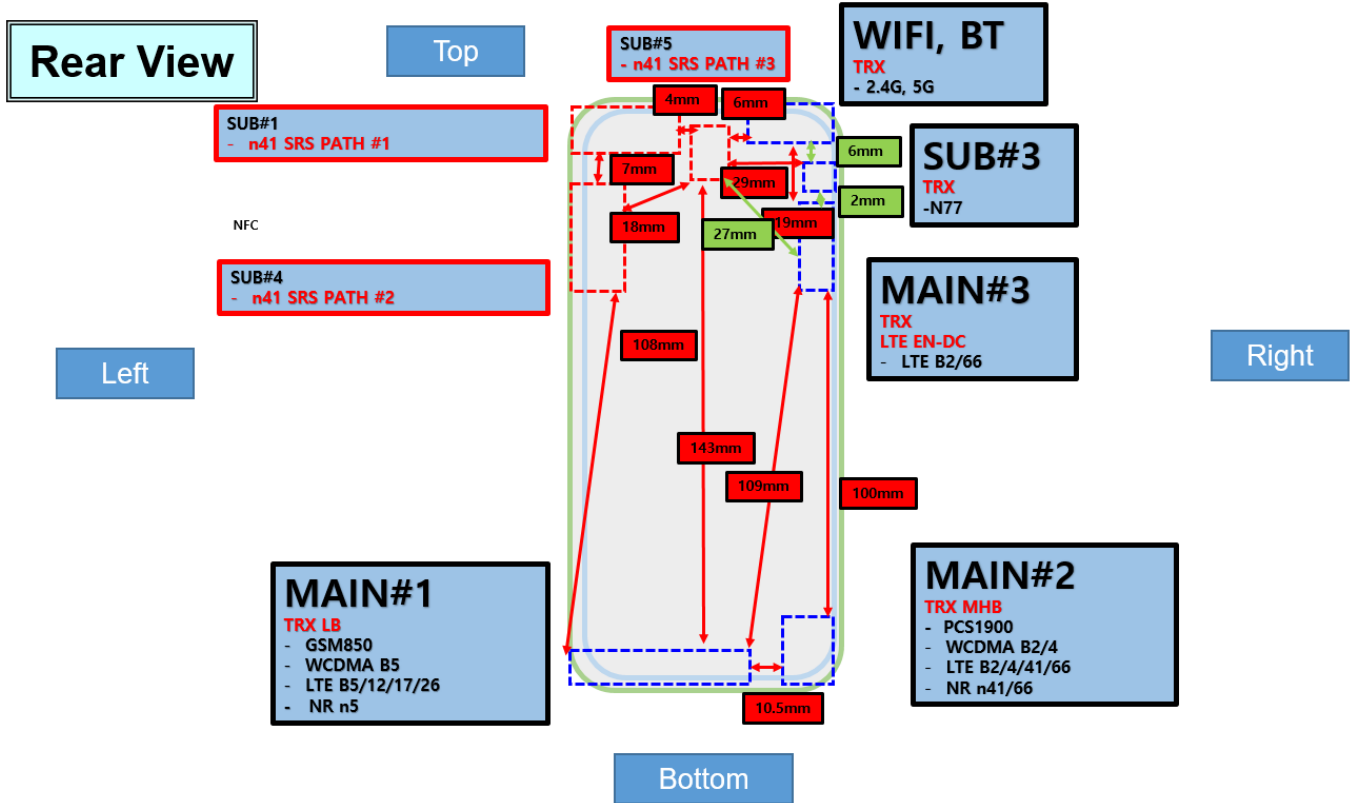 Rear View
Top
SUB#5
- n41 SRS PATH #3
WIFI, BT
TRX
- 2.4G, 5G
SUB#1
- n41 SRS PATH #1
4mm
6mm
7mm
29mm
6mm
2mm
SUB#3
TRX
-N77
NFC
18mm
27mm
19mm
SUB#4
- n41 SRS PATH #2
MAIN#3
TRX
LTE EN-DC
- LTE B2/66
Left
108mm
Right
143mm
109mm
100mm
MAIN#1
TRX LB
- GSM850
- WCDMA B5
- LTE B5/12/17/26
- NR n5
MAIN#2
TRX MHB
- PCS1900
- WCDMA B2/4
- LTE B2/4/41/66
- NR n41/66
10.5mm
Bottom